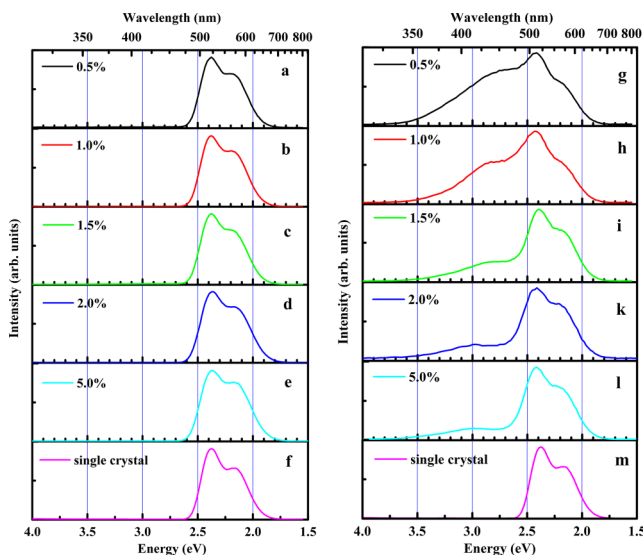 Wavelength (nm)
350 400 500 600 700 800
0.5% a
1.0% b
1.5% c
2.0% d
5.0% e
single crystal f
4.0 3.5 3.0 2.5 2.0 1.5
Energy (eV)
Intensity (arb. units)
Wavelength (nm)
350 400 500 600 700 800
0.5% g
1.0% h
1.5% i
2.0% k
5.0% l
single crystal m
4.0 3.5 3.0 2.5 2.0 1.5
Energy (eV)
Intensity (arb. units)